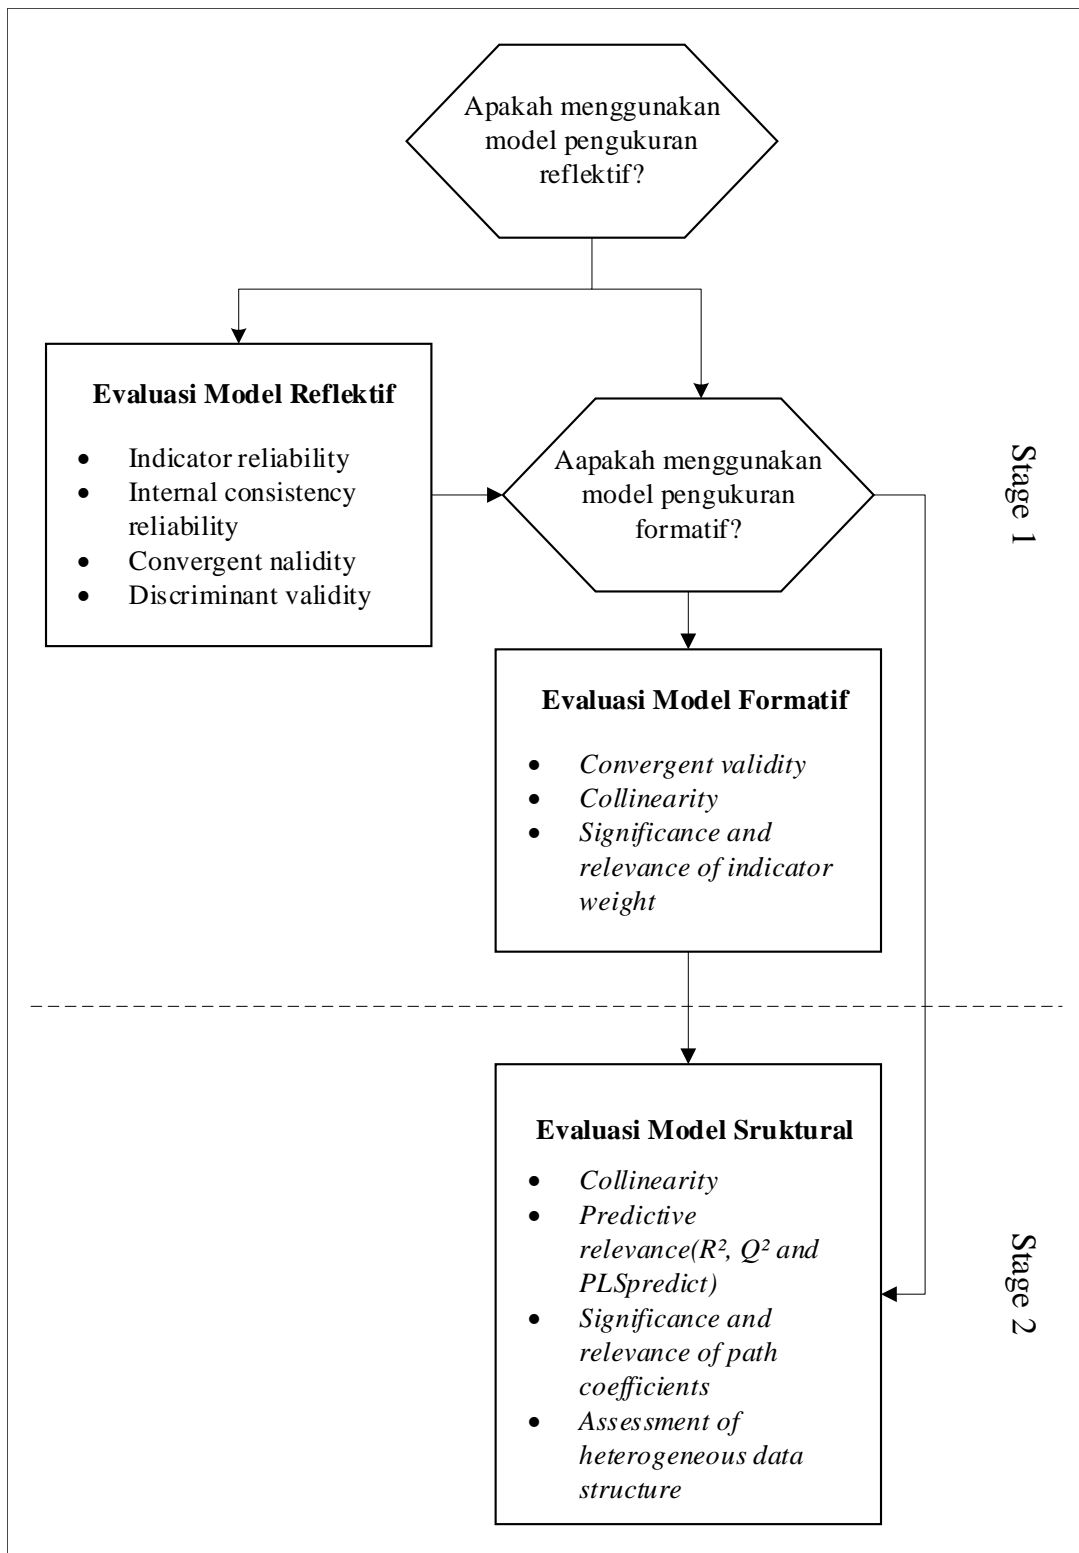 Apakah menggunakan
model pengukuran
reflektif?
Evaluasi Model Reflektif
• Indicator reliability
• Internal consistency
reliability
• Convergent nalidity
• Discriminant validity
Aapakah menggunakan
model pengukuran
formatif?
Stage 1
Evaluasi Model Formatif
• Convergent validity
• Collinearity
• Significance and
relevance of indicator
weight
Evaluasi Model Sruktural
• Collinearity
• Predictive
relevance(R², Q² and
PLSpredict)
• Significance and
relevance of path
coefficients
• Assessment of
heterogeneous data
structure
Stage 2